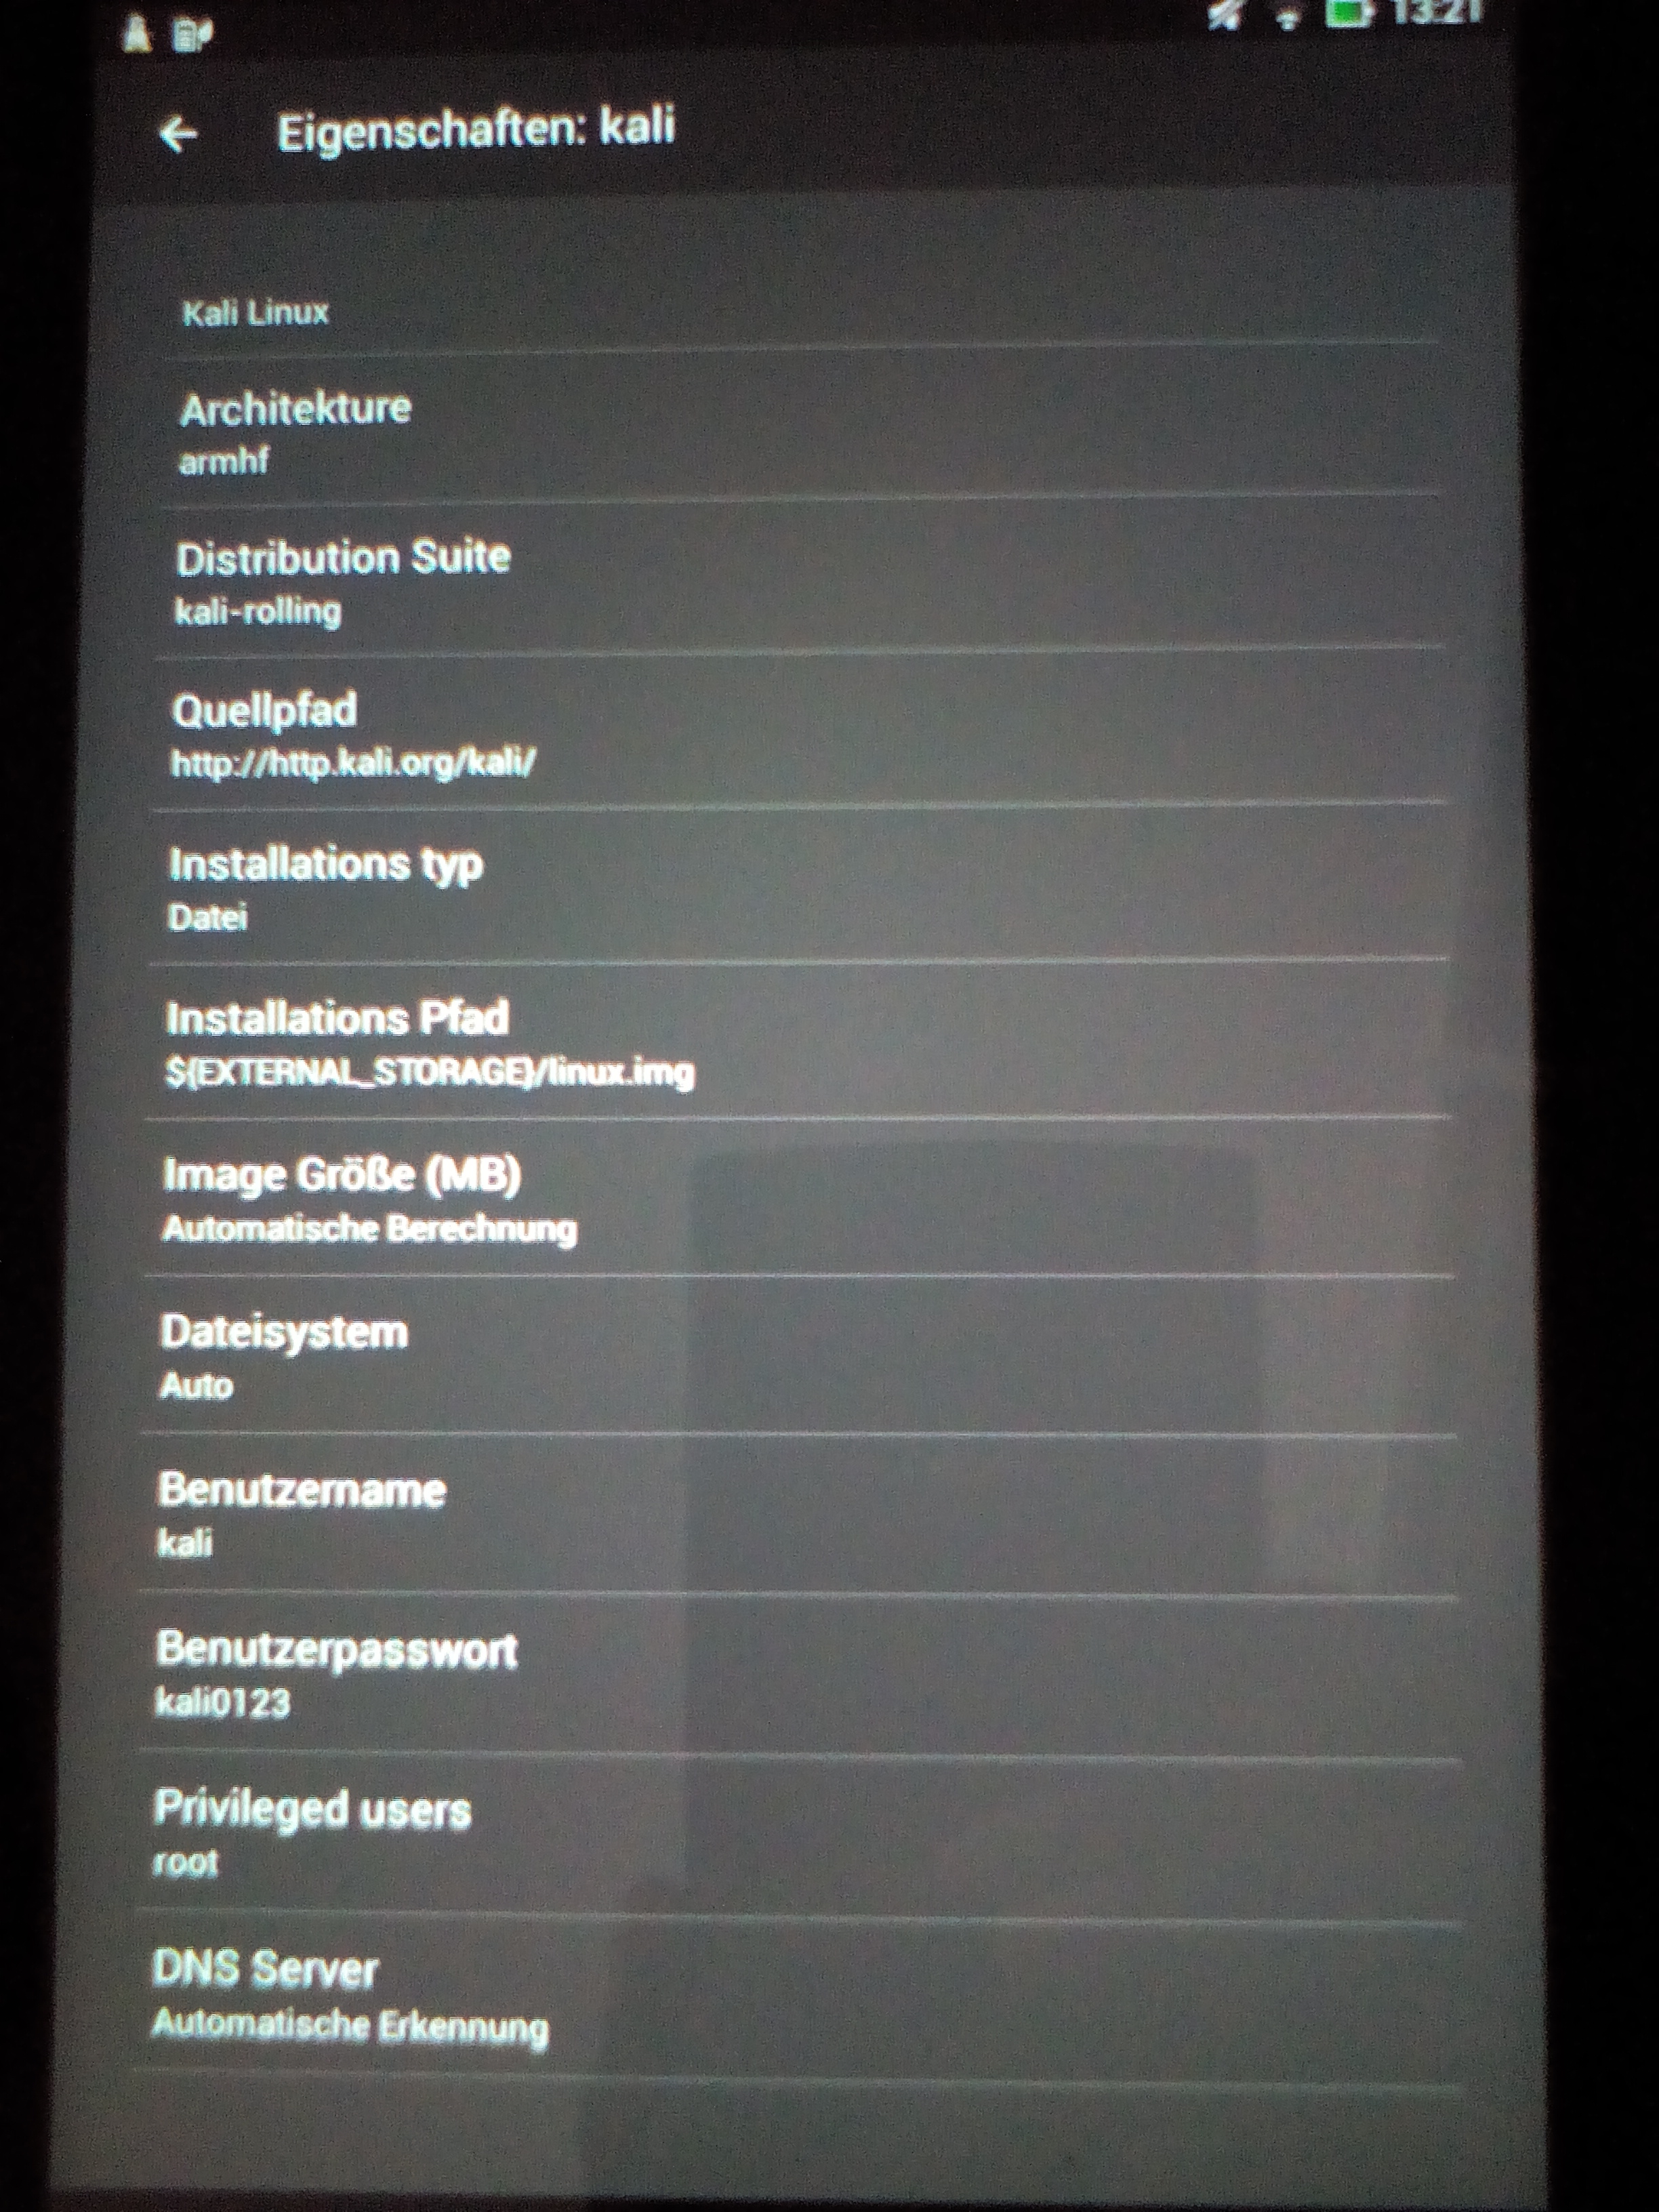 13:21
Eigenschaften: kali
Kali Linux
Architekture
armhf
Distribution Suite
kali-rolling
Quellpfad
http://http.kali.org/kali/
Installations typ
Datei
Installations Pfad
${EXTERNAL_STORAGE}/linux.img
Image Größe (MB)
Automatische Berechnung
Dateisystem
Auto
Benutzername
kali
Benutzerpasswort
kali0123
Privileged users
root
DNS Server
Automatische Erkennung